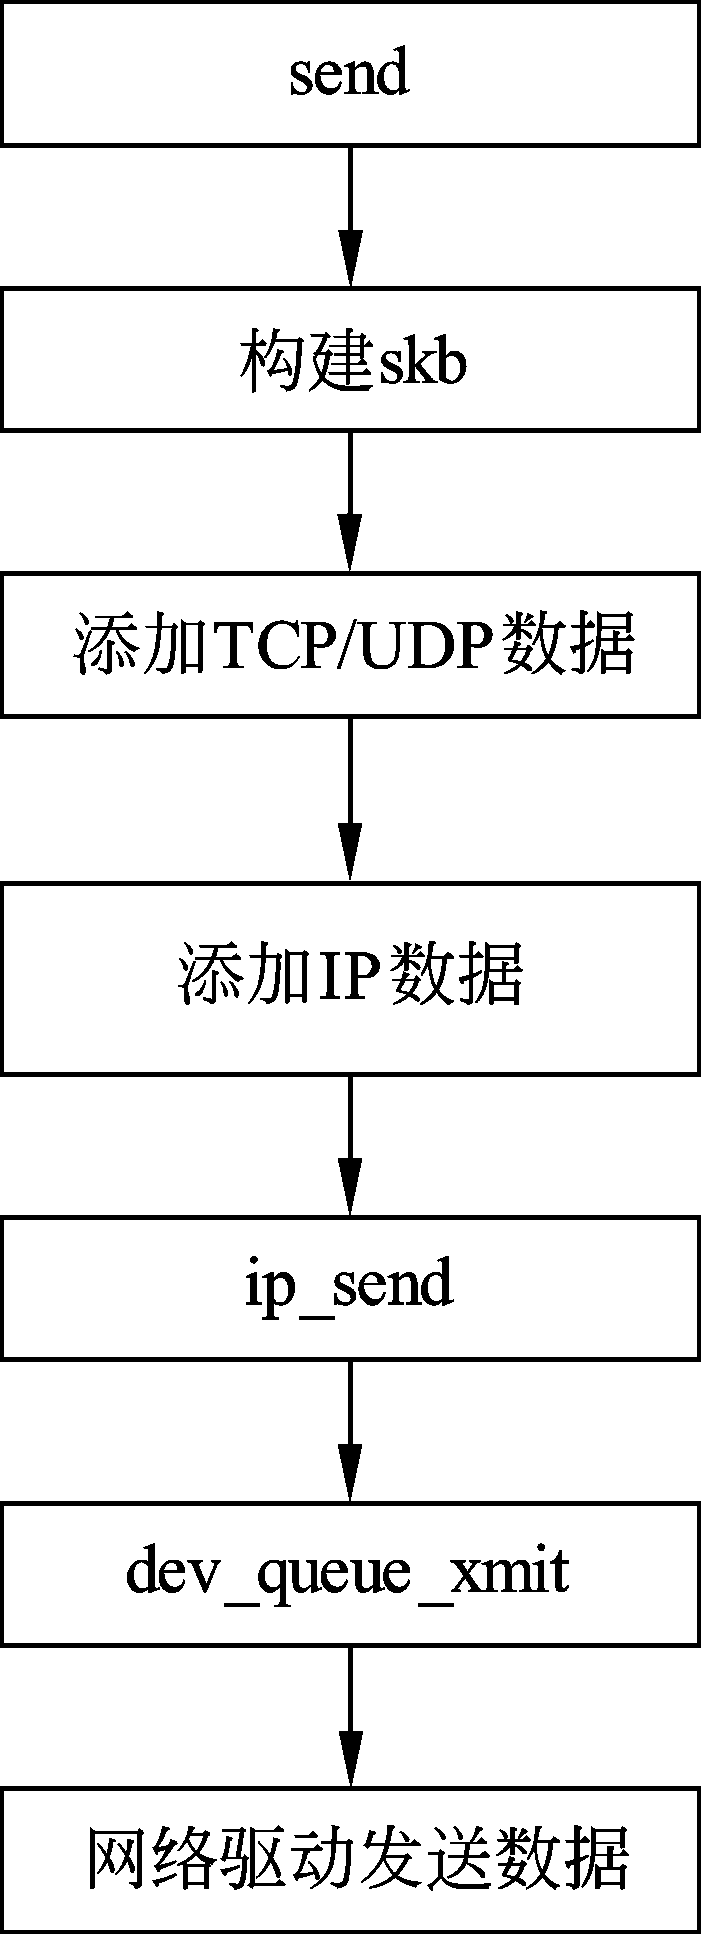 send
构建skb
添加TCP/UDP数据
添加IP数据
ip_send
dev_queue_xmit
网络驱动发送数据